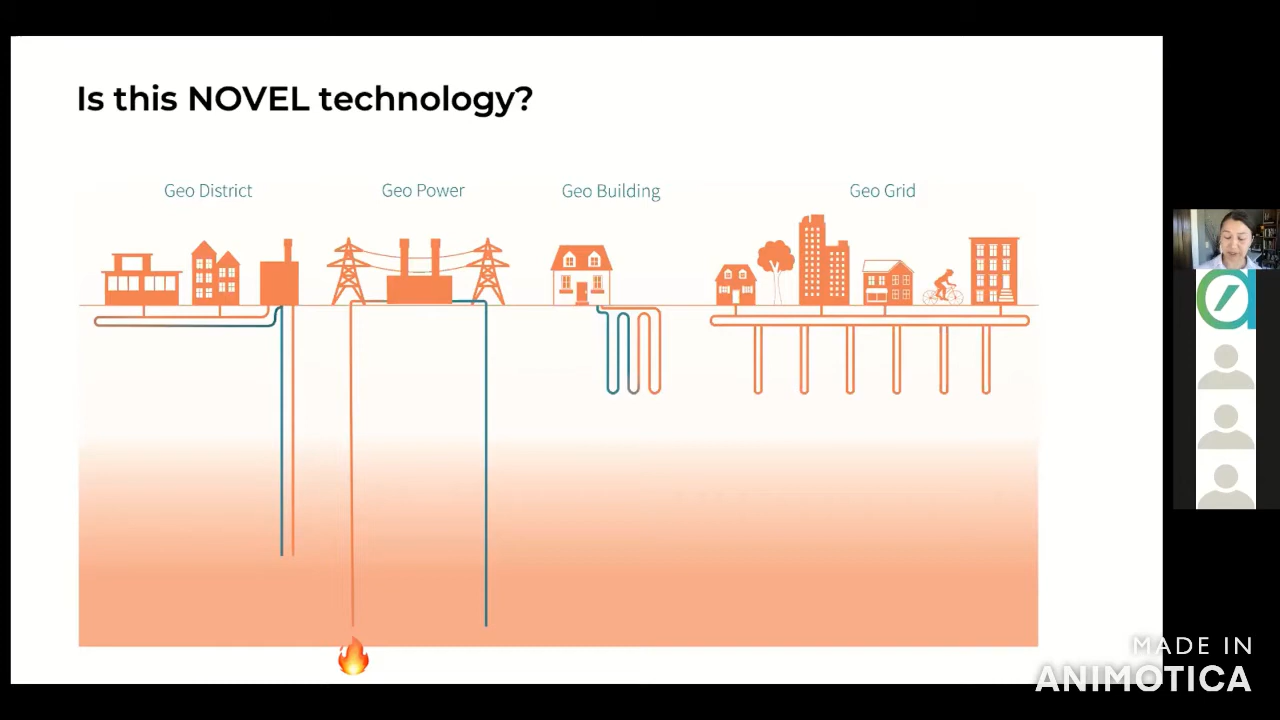 Is this NOVEL technology?
Geo District
Geo Power
Geo Building
Geo Grid
MADE IN
ANIMOTICA